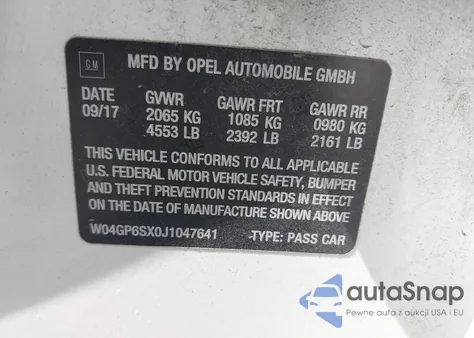 GM
MFD BY OPEL AUTOMOBILE GMBH
DATE GVWR GAWR FRT GAWR RR
09/17 2065 KG 1085 KG 0980 KG
4553 LB 2392 LB 2161 LB
THIS VEHICLE CONFORMS TO ALL APPLICABLE
U.S. FEDERAL MOTOR VEHICLE SAFETY, BUMPER
AND THEFT PREVENTION STANDARDS IN EFFECT
ON THE DATE OF MANUFACTURE SHOWN ABOVE
W04GP6SX0J1047641 TYPE: PASS CAR
autoSnap
Pewne auta z aukcji USA i EU